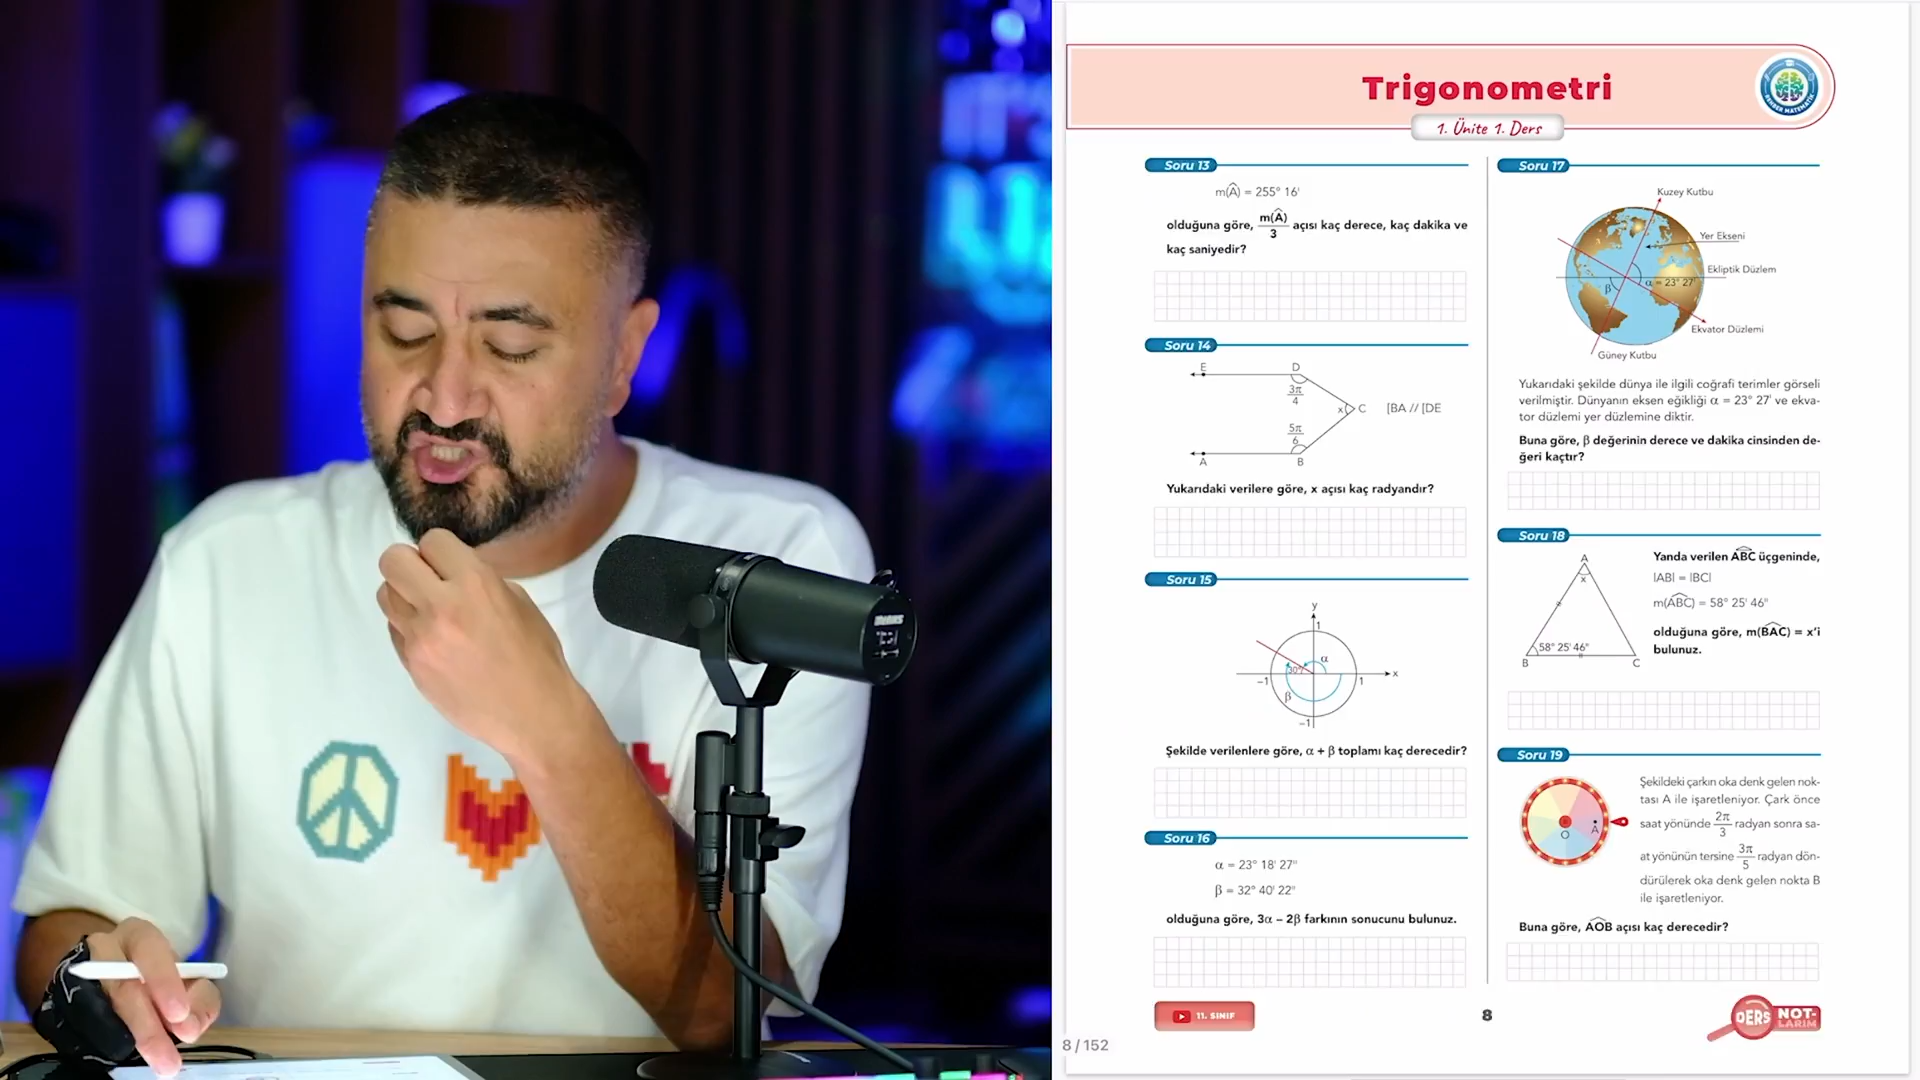 Trigonometri
REHBER MATEMATİK
1. Ünite 1. Ders
Soru 13
m(Â) = 255° 16'
olduğuna göre, m(Â)/3 açısı kaç derece, kaç dakika ve
kaç saniyedir?
Soru 14
E D
3π/4
x C [BA // [DE
5π/6
A B
Yukarıdaki verilere göre, x açısı kaç radyandır?
Soru 15
y
1
α
30°
−1 1 x
β
−1
Şekilde verilenlere göre, α + β toplamı kaç derecedir?
Soru 16
α = 23° 18' 27"
β = 32° 40' 22"
olduğuna göre, 3α – 2β farkının sonucunu bulunuz.
Soru 17
Kuzey Kutbu
Yer Ekseni
Ekliptik Düzlem
β α = 23° 27'
Ekvator Düzlemi
Güney Kutbu
Yukarıdaki şekilde dünya ile ilgili coğrafi terimler görseli
verilmiştir. Dünyanın eksen eğikliği α = 23° 27' ve ekva-
tor düzlemi yer düzlemine diktir.
Buna göre, β değerinin derece ve dakika cinsinden de-
ğeri kaçtır?
Soru 18
A
x
58° 25' 46"
B C
Yanda verilen ABC üçgeninde,
|AB| = |BC|
m(ABC) = 58° 25' 46"
olduğuna göre, m(BAC) = x'i
bulunuz.
Soru 19
O A
Şekildeki çarkın oka denk gelen nok-
tası A ile işaretleniyor. Çark önce
saat yönünde 2π/3 radyan sonra sa-
at yönünün tersine 3π/5 radyan dön-
dürülerek oka denk gelen nokta B
ile işaretleniyor.
Buna göre, AOB açısı kaç derecedir?
11. SINIF
8
DERS NOT-
LARIM
8 / 152